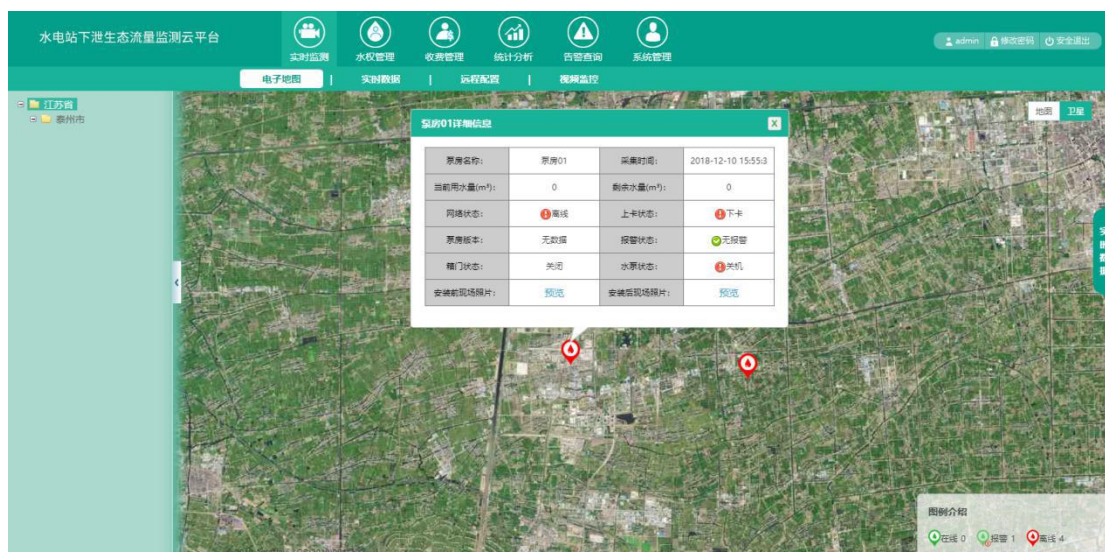 水电站下泄生态流量监测云平台
实时监测 水权管理 收费管理 统计分析 告警查询 系统管理
admin 修改密码 安全退出
电子地图 | 实时数据 | 远程配置 | 视频监控
江苏省
泰州市
地图 卫星
泵房01详细信息 X
泵房名称： 泵房01 采集时间： 2018-12-10 15:55:3
当前用水量(m³)： 0 剩余水量(m³)： 0
网络状态： 离线 上卡状态： 下卡
泵房版本： 无数据 报警状态： 无报警
箱门状态： 关闭 水泵状态： 关机
安装前现场照片： 预览 安装后现场照片： 预览
实时数据
图例介绍
在线 0 报警 1 离线 4